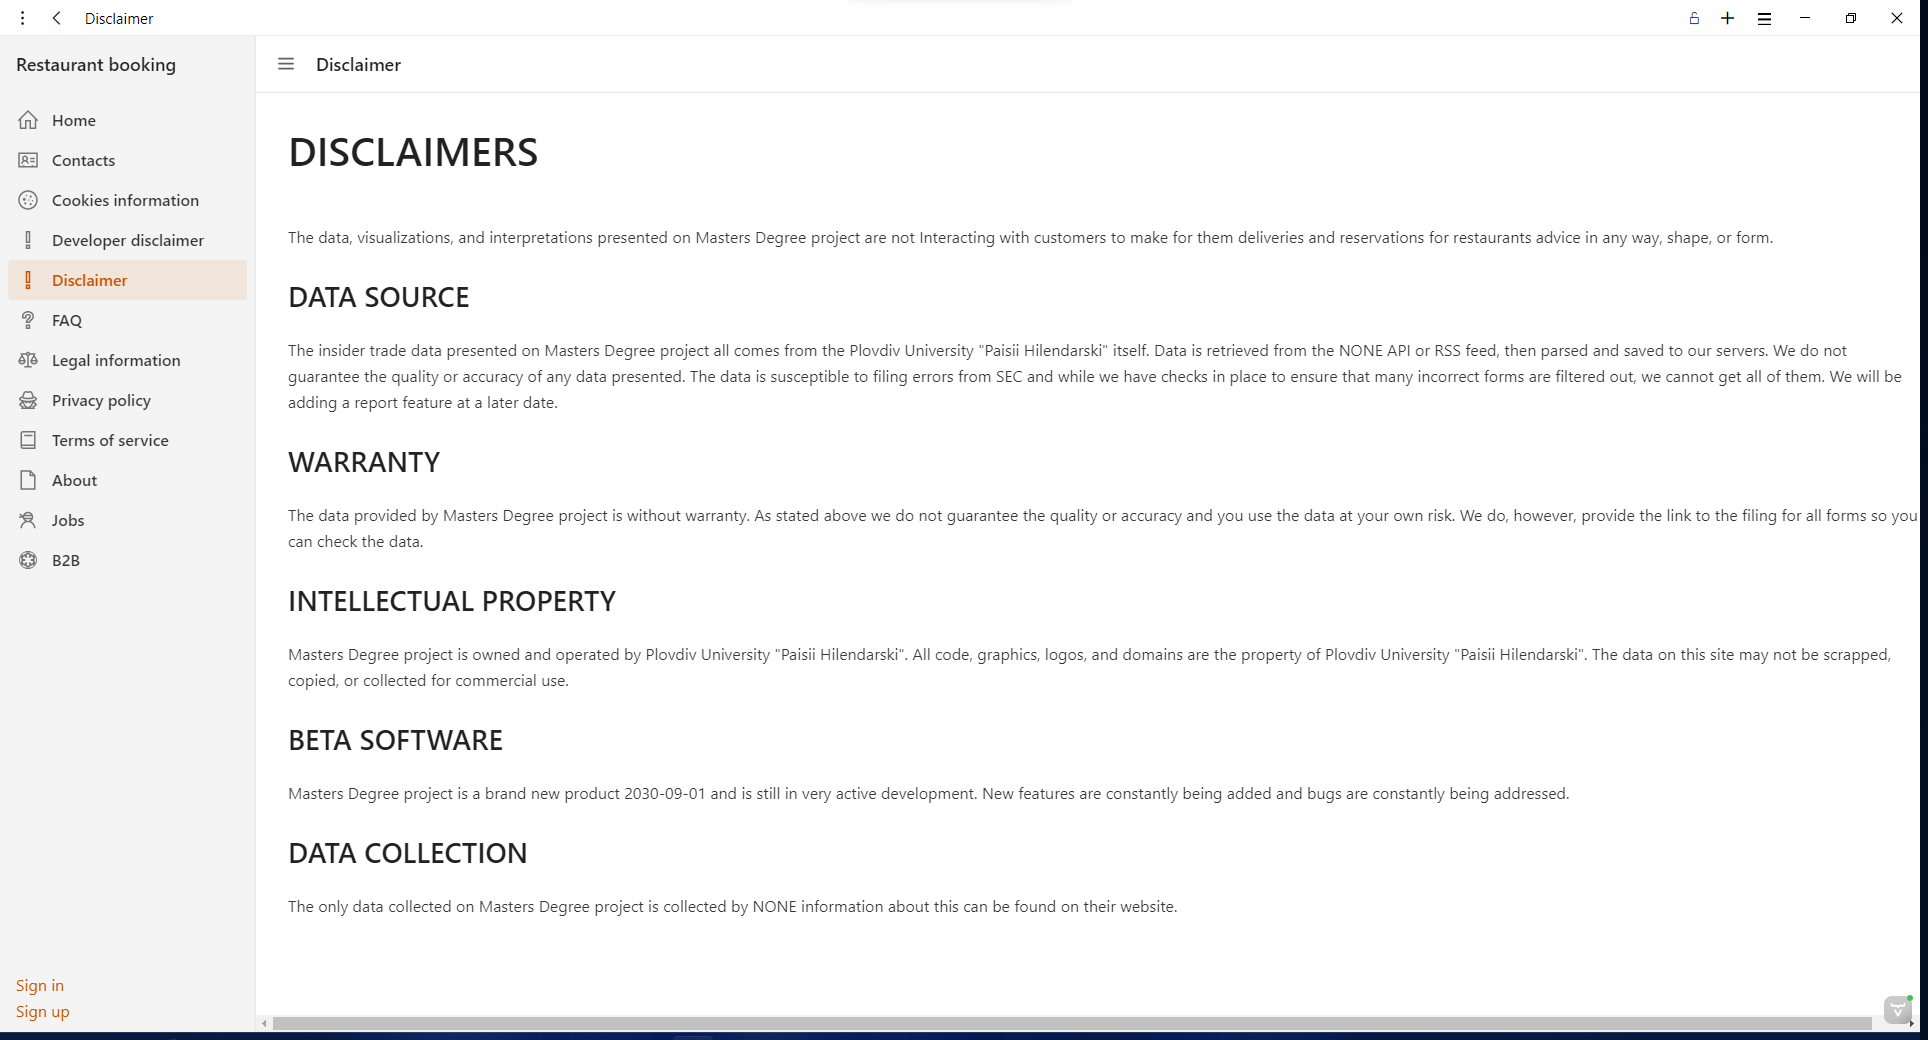 Disclaimer
Restaurant booking
Home
Contacts
Cookies information
Developer disclaimer
Disclaimer
FAQ
Legal information
Privacy policy
Terms of service
About
Jobs
B2B
Sign in
Sign up
Disclaimer
DISCLAIMERS
The data, visualizations, and interpretations presented on Masters Degree project are not Interacting with customers to make for them deliveries and reservations for restaurants advice in any way, shape, or form.
DATA SOURCE
The insider trade data presented on Masters Degree project all comes from the Plovdiv University "Paisii Hilendarski" itself. Data is retrieved from the NONE API or RSS feed, then parsed and saved to our servers. We do not
guarantee the quality or accuracy of any data presented. The data is susceptible to filing errors from SEC and while we have checks in place to ensure that many incorrect forms are filtered out, we cannot get all of them. We will be
adding a report feature at a later date.
WARRANTY
The data provided by Masters Degree project is without warranty. As stated above we do not guarantee the quality or accuracy and you use the data at your own risk. We do, however, provide the link to the filing for all forms so you
can check the data.
INTELLECTUAL PROPERTY
Masters Degree project is owned and operated by Plovdiv University "Paisii Hilendarski". All code, graphics, logos, and domains are the property of Plovdiv University "Paisii Hilendarski". The data on this site may not be scrapped,
copied, or collected for commercial use.
BETA SOFTWARE
Masters Degree project is a brand new product 2030-09-01 and is still in very active development. New features are constantly being added and bugs are constantly being addressed.
DATA COLLECTION
The only data collected on Masters Degree project is collected by NONE information about this can be found on their website.